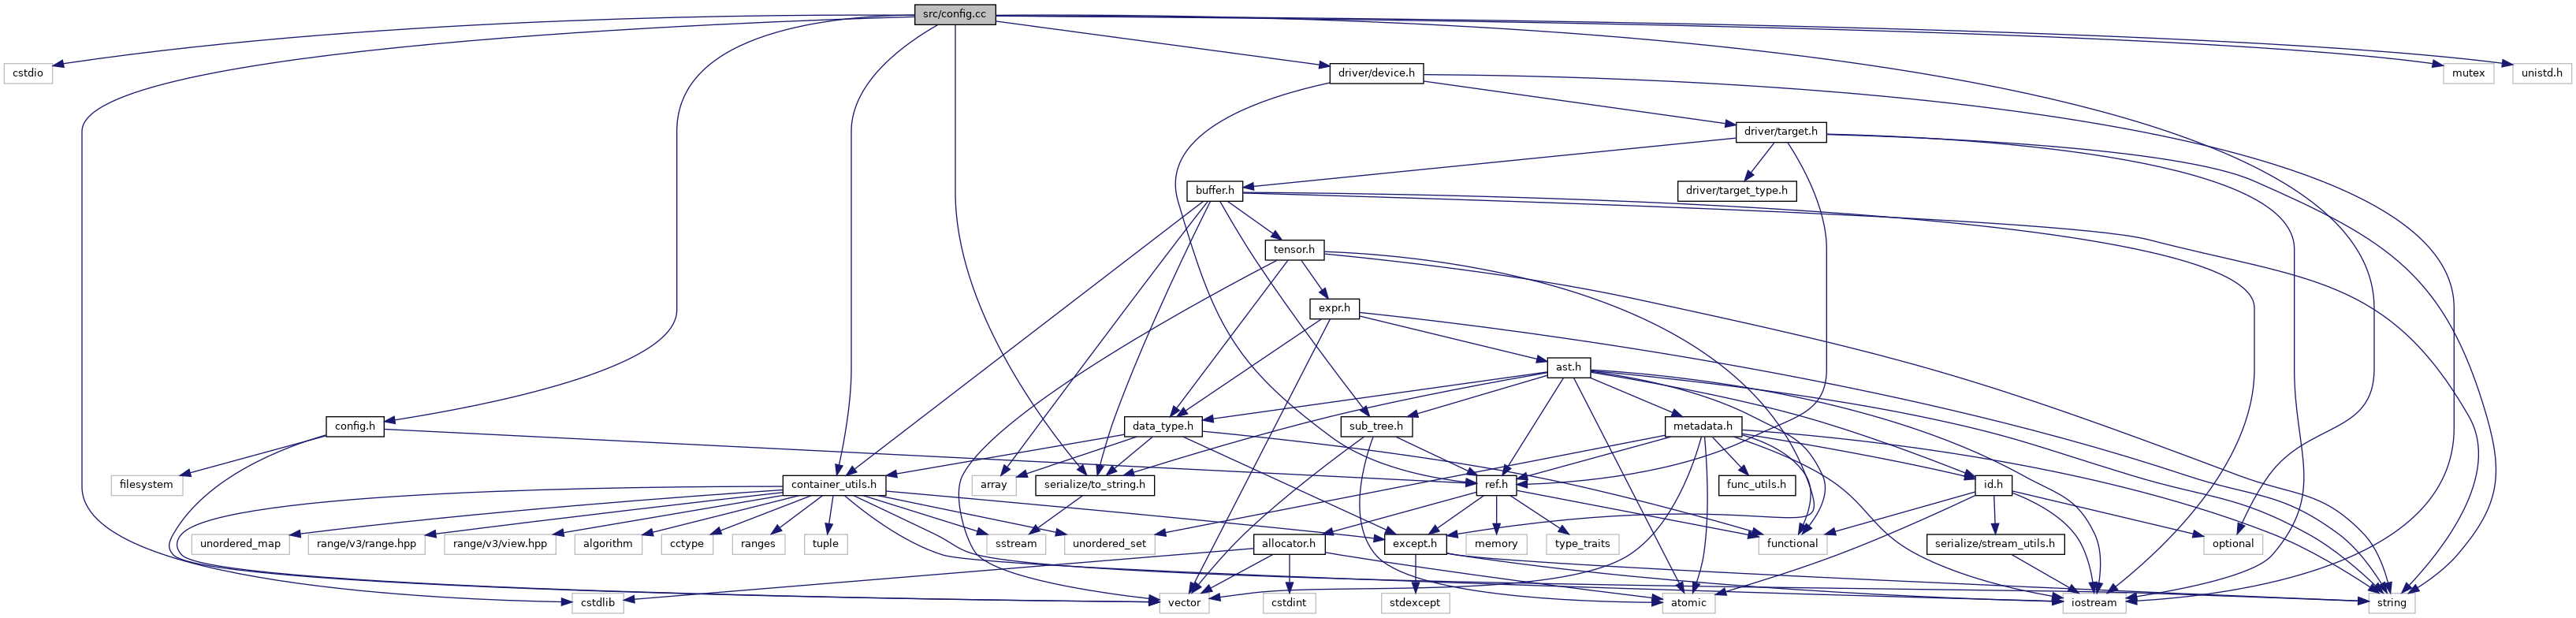 src/config.cc
cstdio
driver/device.h
mutex
unistd.h
driver/target.h
buffer.h
driver/target_type.h
tensor.h
expr.h
ast.h
config.h
data_type.h
sub_tree.h
metadata.h
filesystem
container_utils.h
array
serialize/to_string.h
ref.h
func_utils.h
id.h
unordered_map
range/v3/range.hpp
range/v3/view.hpp
algorithm
cctype
ranges
tuple
sstream
unordered_set
allocator.h
except.h
memory
type_traits
functional
serialize/stream_utils.h
optional
cstdlib
vector
cstdint
stdexcept
atomic
iostream
string